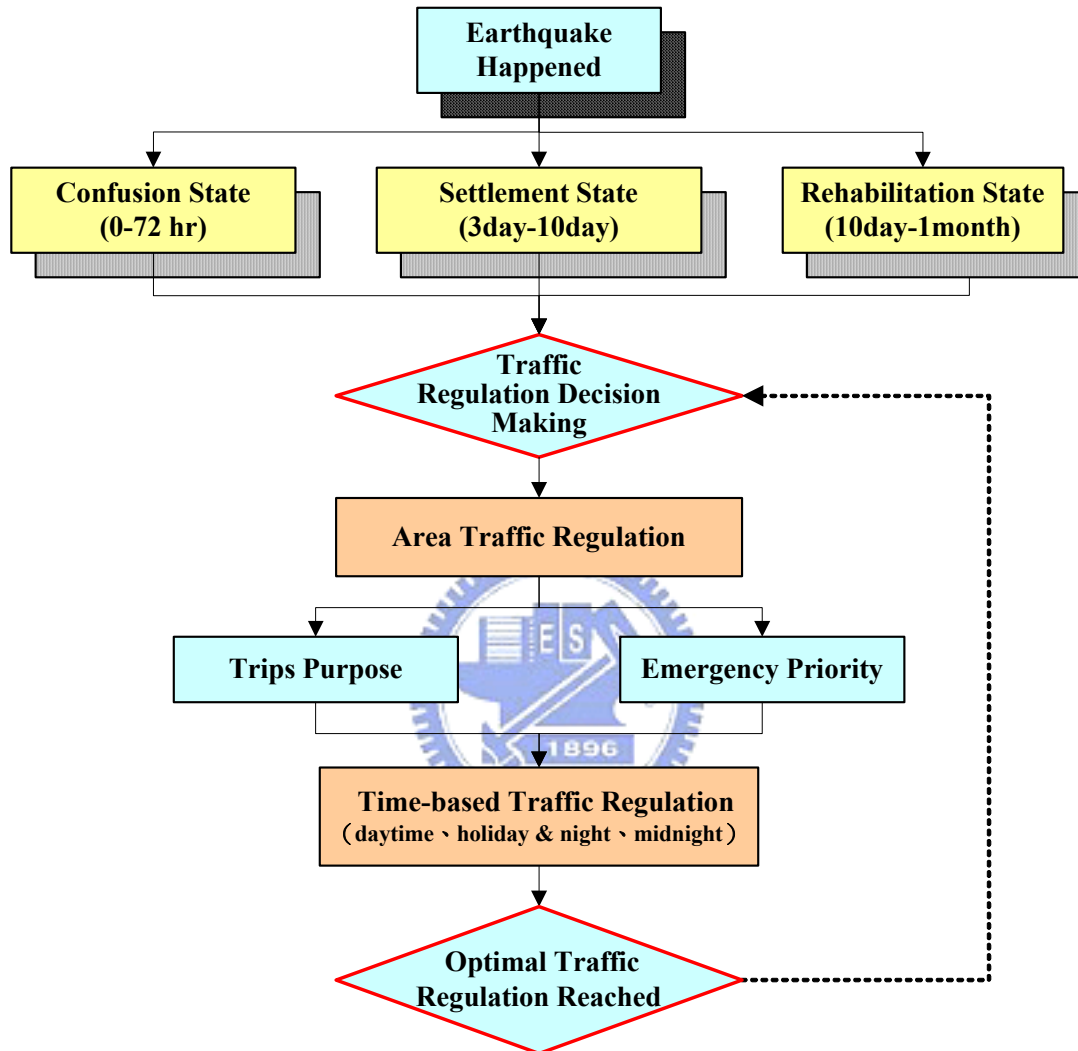 Earthquake
Happened
Confusion State
(0-72 hr)
Settlement State
(3day-10day)
Rehabilitation State
(10day-1month)
Traffic
Regulation Decision
Making
Area Traffic Regulation
ES
Trips Purpose
Emergency Priority
1896
Time-based Traffic Regulation
（daytime、holiday & night、midnight）
Optimal Traffic
Regulation Reached